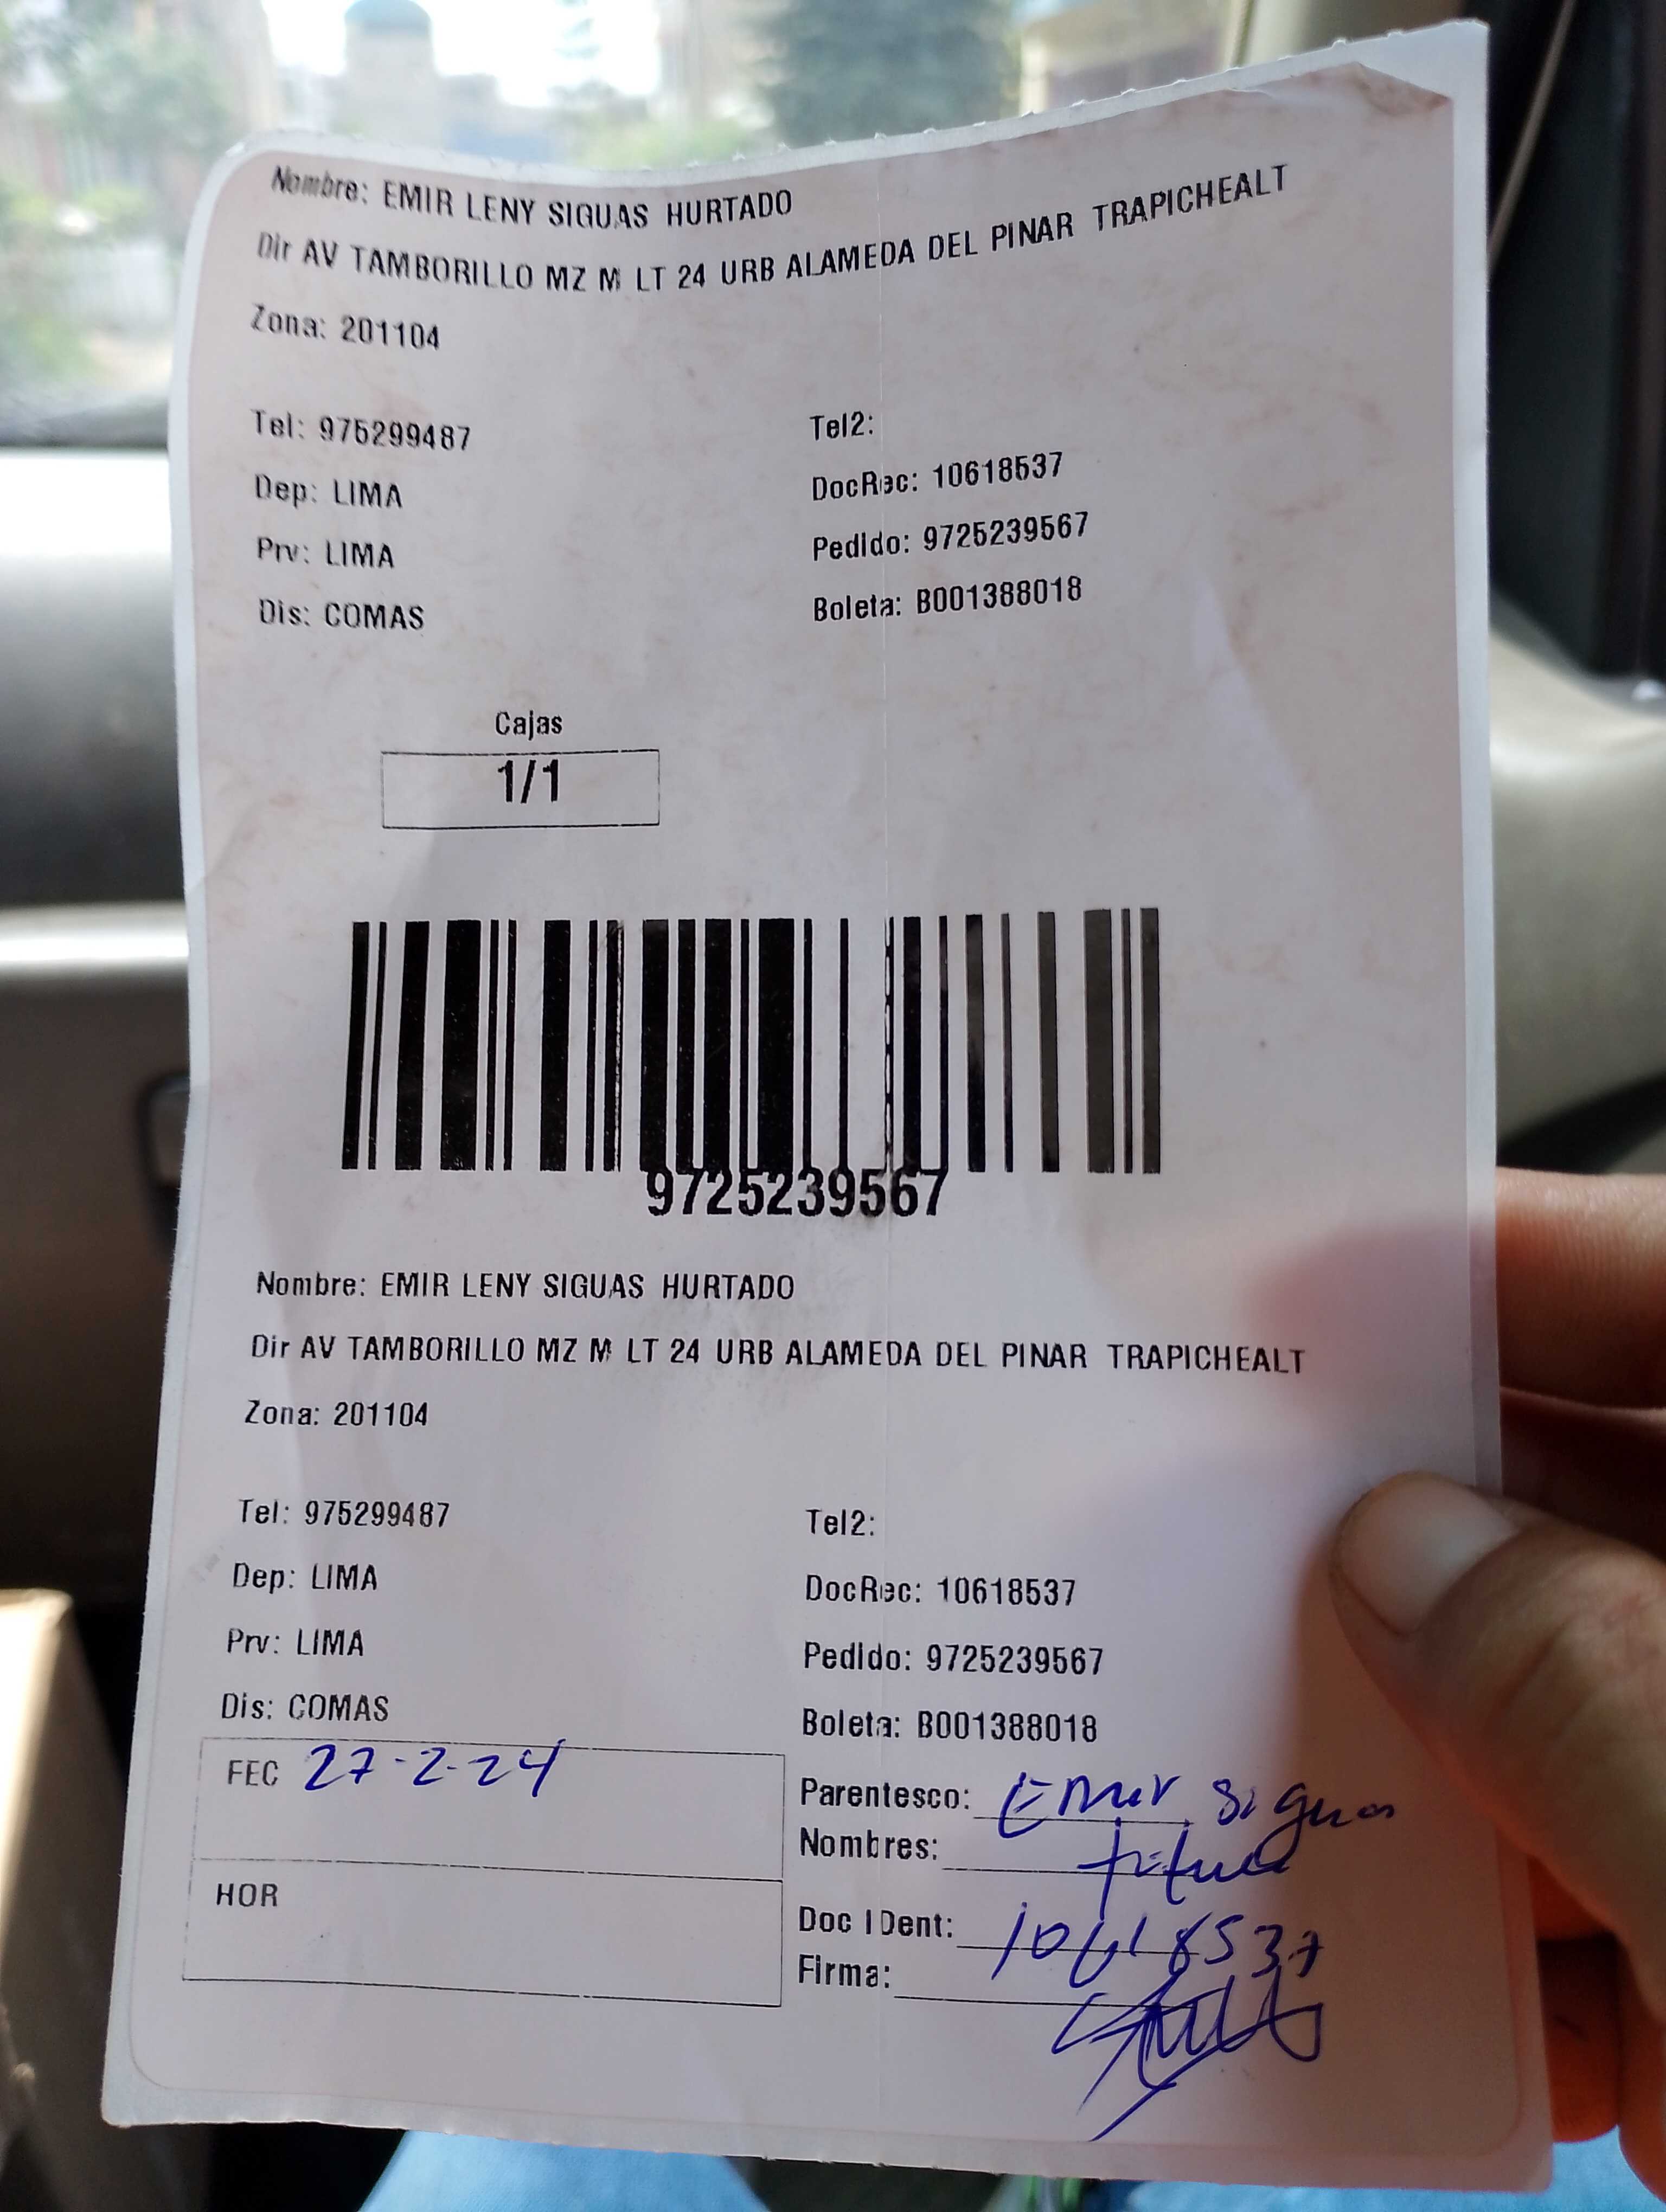 Nombre: EMIR LENY SIGUAS HURTADO
Dir AV TAMBORILLO MZ M LT 24 URB ALAMEDA DEL PINAR TRAPICHEALT
Zona: 201104
Tel: 975299487 Tel2:
Dep: LIMA DocRec: 10618537
Prv: LIMA Pedido: 9725239567
Dis: COMAS Boleta: B001388018
Cajas
1/1
9725239567
Nombre: EMIR LENY SIGUAS HURTADO
Dir AV TAMBORILLO MZ M LT 24 URB ALAMEDA DEL PINAR TRAPICHEALT
Zona: 201104
Tel: 975299487 Tel2:
Dep: LIMA DocRec: 10618537
Prv: LIMA Pedido: 9725239567
Dis: COMAS Boleta: B001388018
FEC 27-2-24 Parentesco: Emir Siguas
Nombres:
HOR Doc IDent: 10618537
Firma: